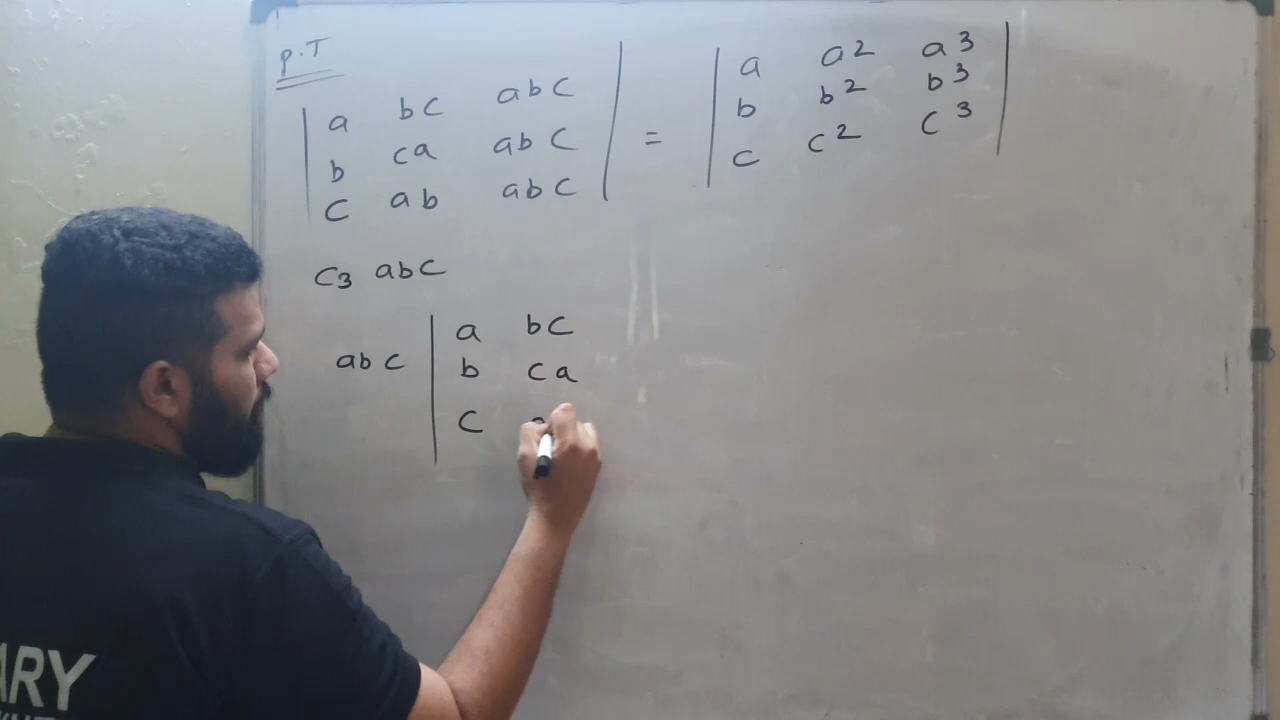 P.T
| a bc abc | = | a a² a³ |
| b ca abc | | b b² b³ |
| c ab abc | | c c² c³ |
C₃ abc
abc | a bc
b ca
c
ARY